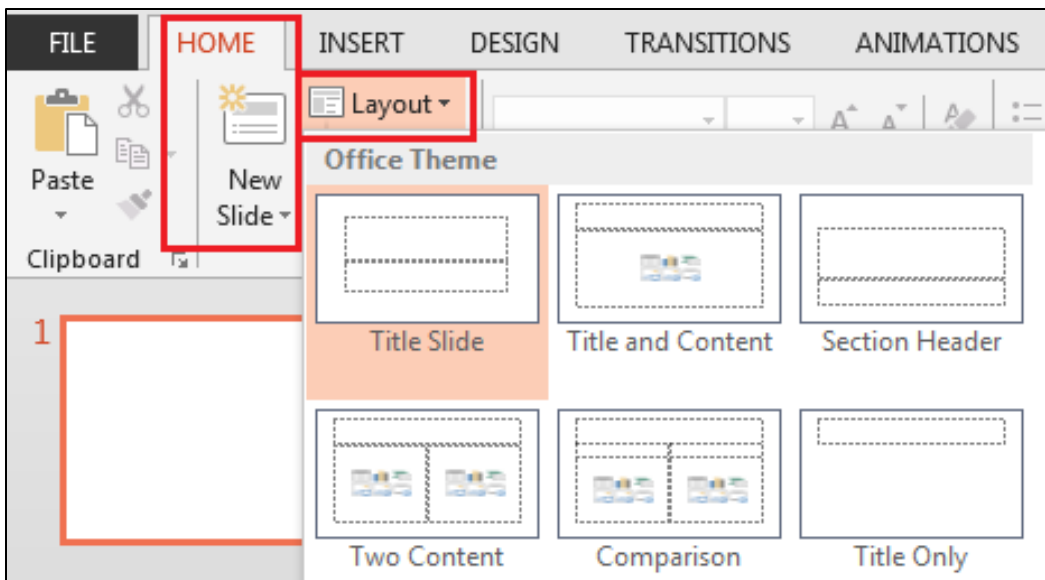 FILE HOME INSERT DESIGN TRANSITIONS ANIMATIONS
Layout
Paste
New
Slide
Clipboard
Office Theme
Title Slide Title and Content Section Header
Two Content Comparison Title Only
1